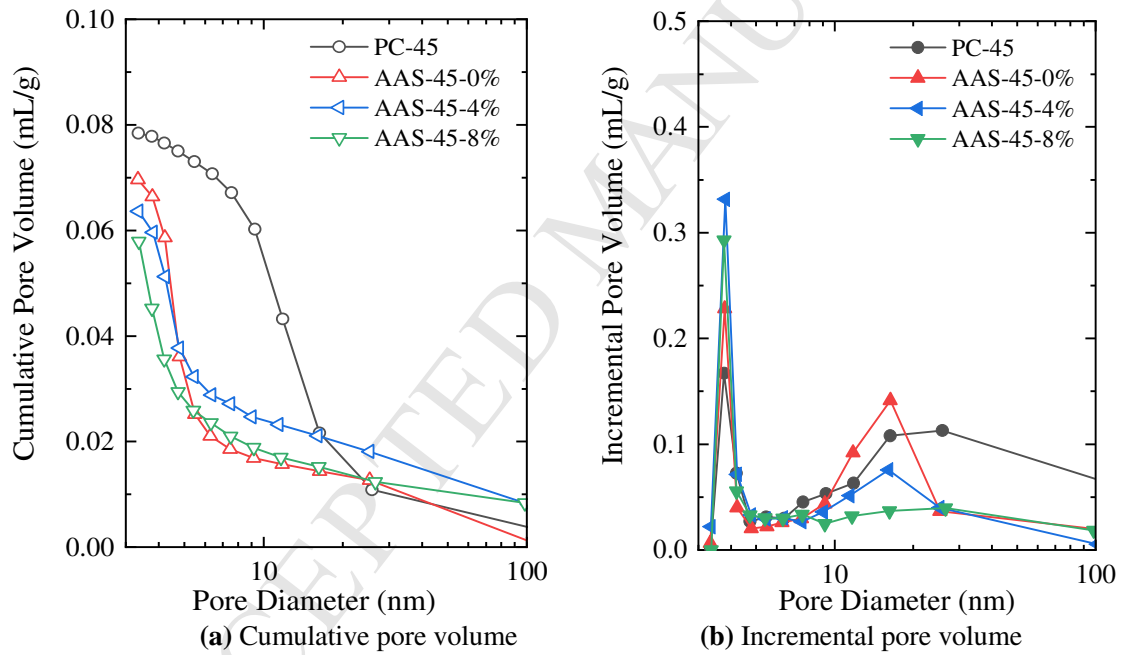 PC-45
AAS-45-0%
AAS-45-4%
AAS-45-8%
0.10
0.08
0.06
0.04
0.02
0.00
Cumulative Pore Volume (mL/g)
10
100
Pore Diameter (nm)
(a) Cumulative pore volume
PC-45
AAS-45-0%
AAS-45-4%
AAS-45-8%
0.5
0.4
0.3
0.2
0.1
0.0
Incremental Pore Volume (mL/g)
10
100
Pore Diameter (nm)
(b) Incremental pore volume
CEPTED MANU